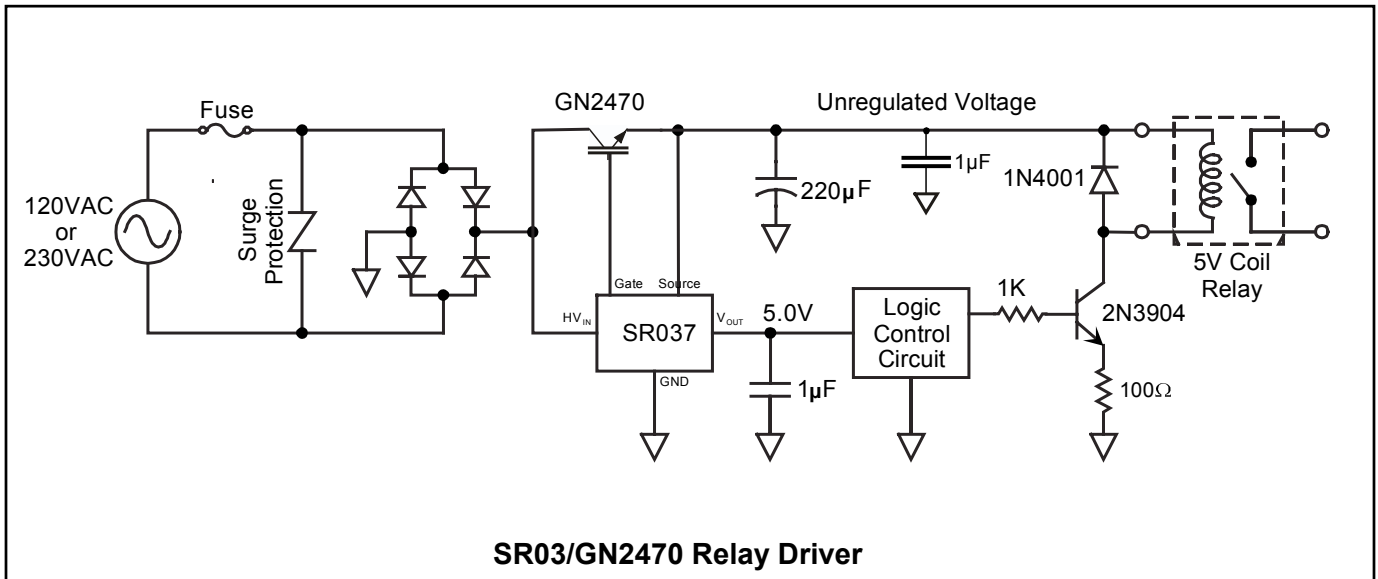 Fuse
GN2470
Unregulated Voltage
120VAC
or
230VAC
Surge
Protection
220µF
1µF
1N4001
5V Coil
Relay
Gate
Source
HVIN
SR037
VOUT
GND
5.0V
1µF
Logic
Control
Circuit
1K
2N3904
100Ω
SR03/GN2470 Relay Driver